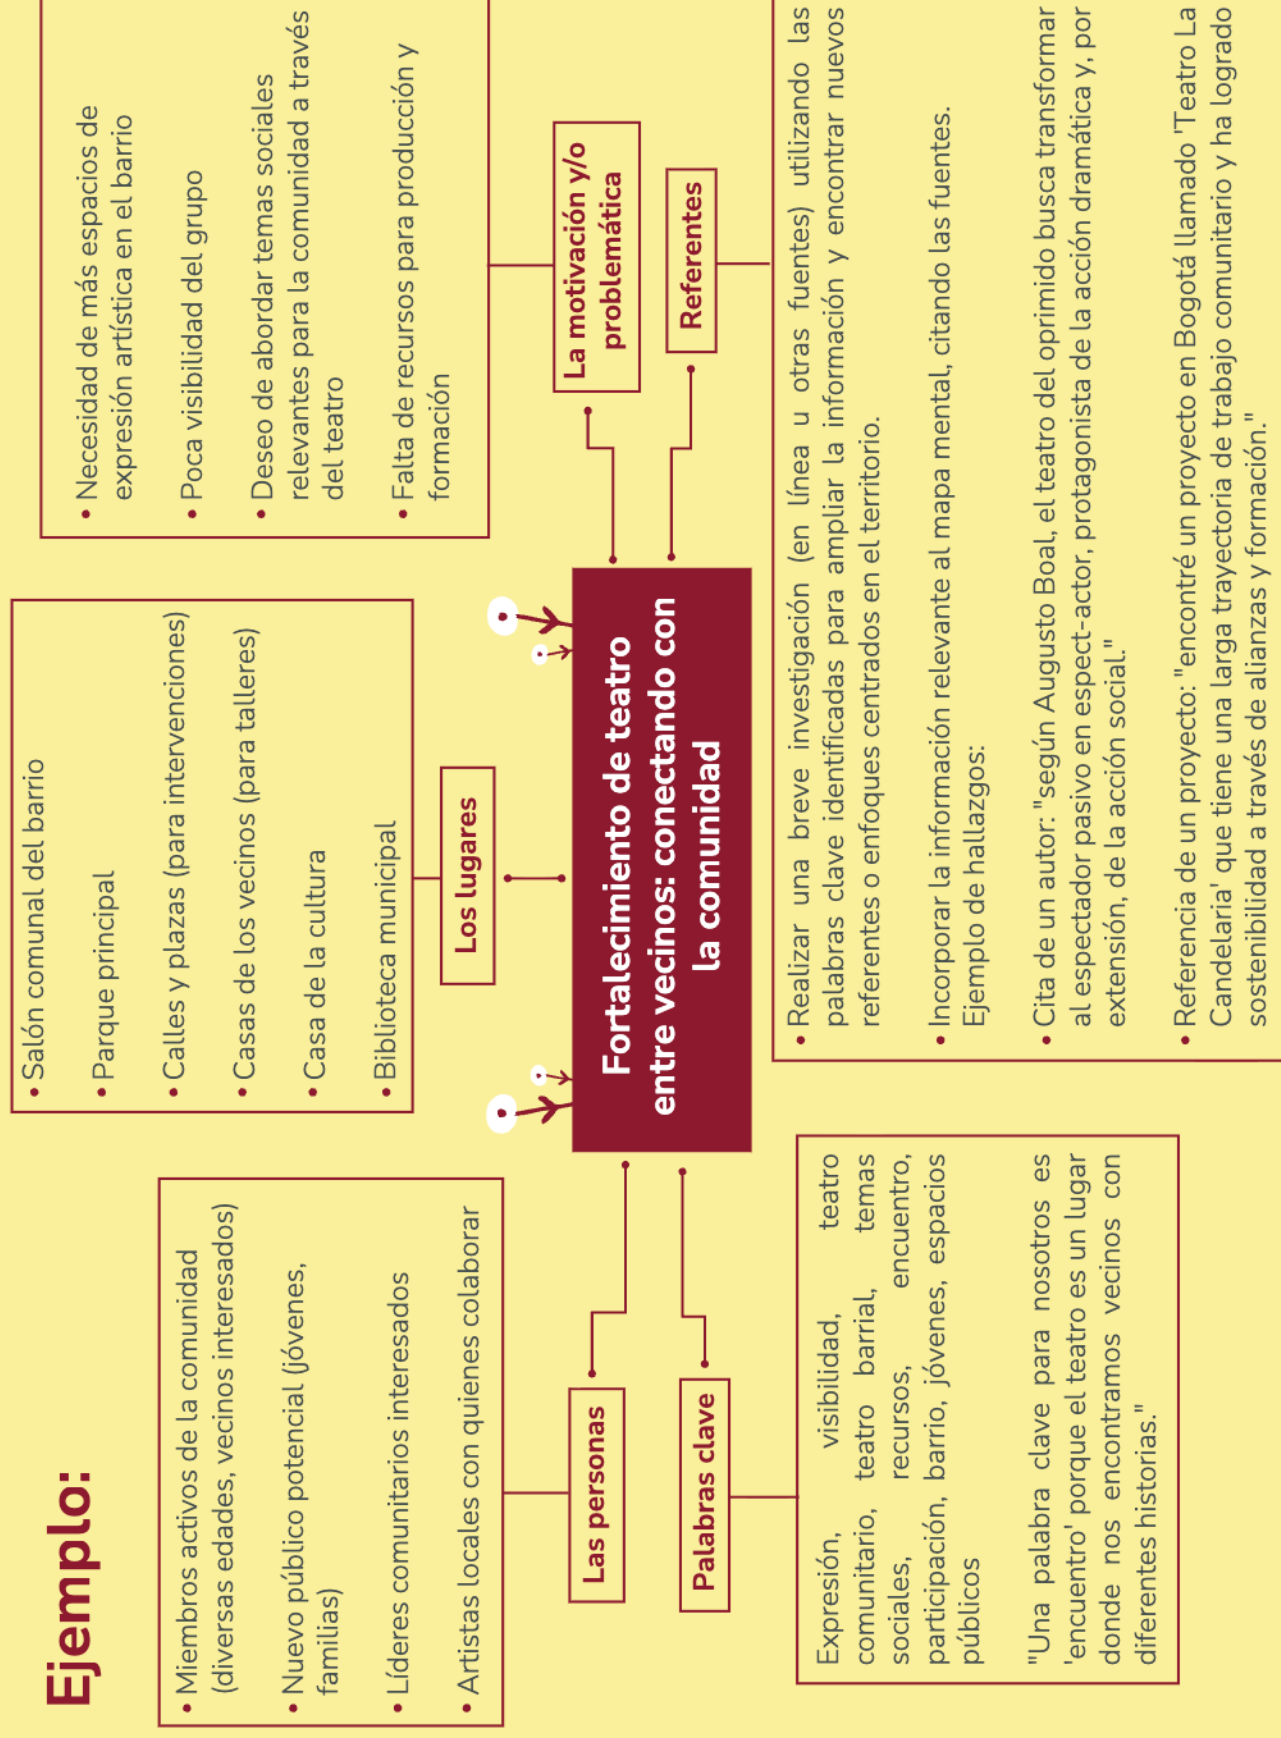 Ejemplo:
• Miembros activos de la comunidad
(diversas edades, vecinos interesados)
• Nuevo público potencial (jóvenes,
familias)
• Líderes comunitarios interesados
• Artistas locales con quienes colaborar
Las personas
• Salón comunal del barrio
• Parque principal
• Calles y plazas (para intervenciones)
• Casas de los vecinos (para talleres)
• Casa de la cultura
• Biblioteca municipal
Los lugares
• Necesidad de más espacios de
expresión artística en el barrio
• Poca visibilidad del grupo
• Deseo de abordar temas sociales
relevantes para la comunidad a través
del teatro
• Falta de recursos para producción y
formación
La motivación y/o
problemática
Fortalecimiento de teatro
entre vecinos: conectando con
la comunidad
Palabras clave
Expresión, visibilidad, teatro
comunitario, teatro barrial, temas
sociales, recursos, encuentro,
participación, barrio, jóvenes, espacios
públicos
"Una palabra clave para nosotros es
'encuentro' porque el teatro es un lugar
donde nos encontramos vecinos con
diferentes historias."
Referentes
• Realizar una breve investigación (en línea u otras fuentes) utilizando las
palabras clave identificadas para ampliar la información y encontrar nuevos
referentes o enfoques centrados en el territorio.
• Incorporar la información relevante al mapa mental, citando las fuentes.
Ejemplo de hallazgos:
• Cita de un autor: "según Augusto Boal, el teatro del oprimido busca transformar
al espectador pasivo en espect-actor, protagonista de la acción dramática y, por
extensión, de la acción social."
• Referencia de un proyecto: "encontré un proyecto en Bogotá llamado 'Teatro La
Candelaria' que tiene una larga trayectoria de trabajo comunitario y ha logrado
sostenibilidad a través de alianzas y formación."